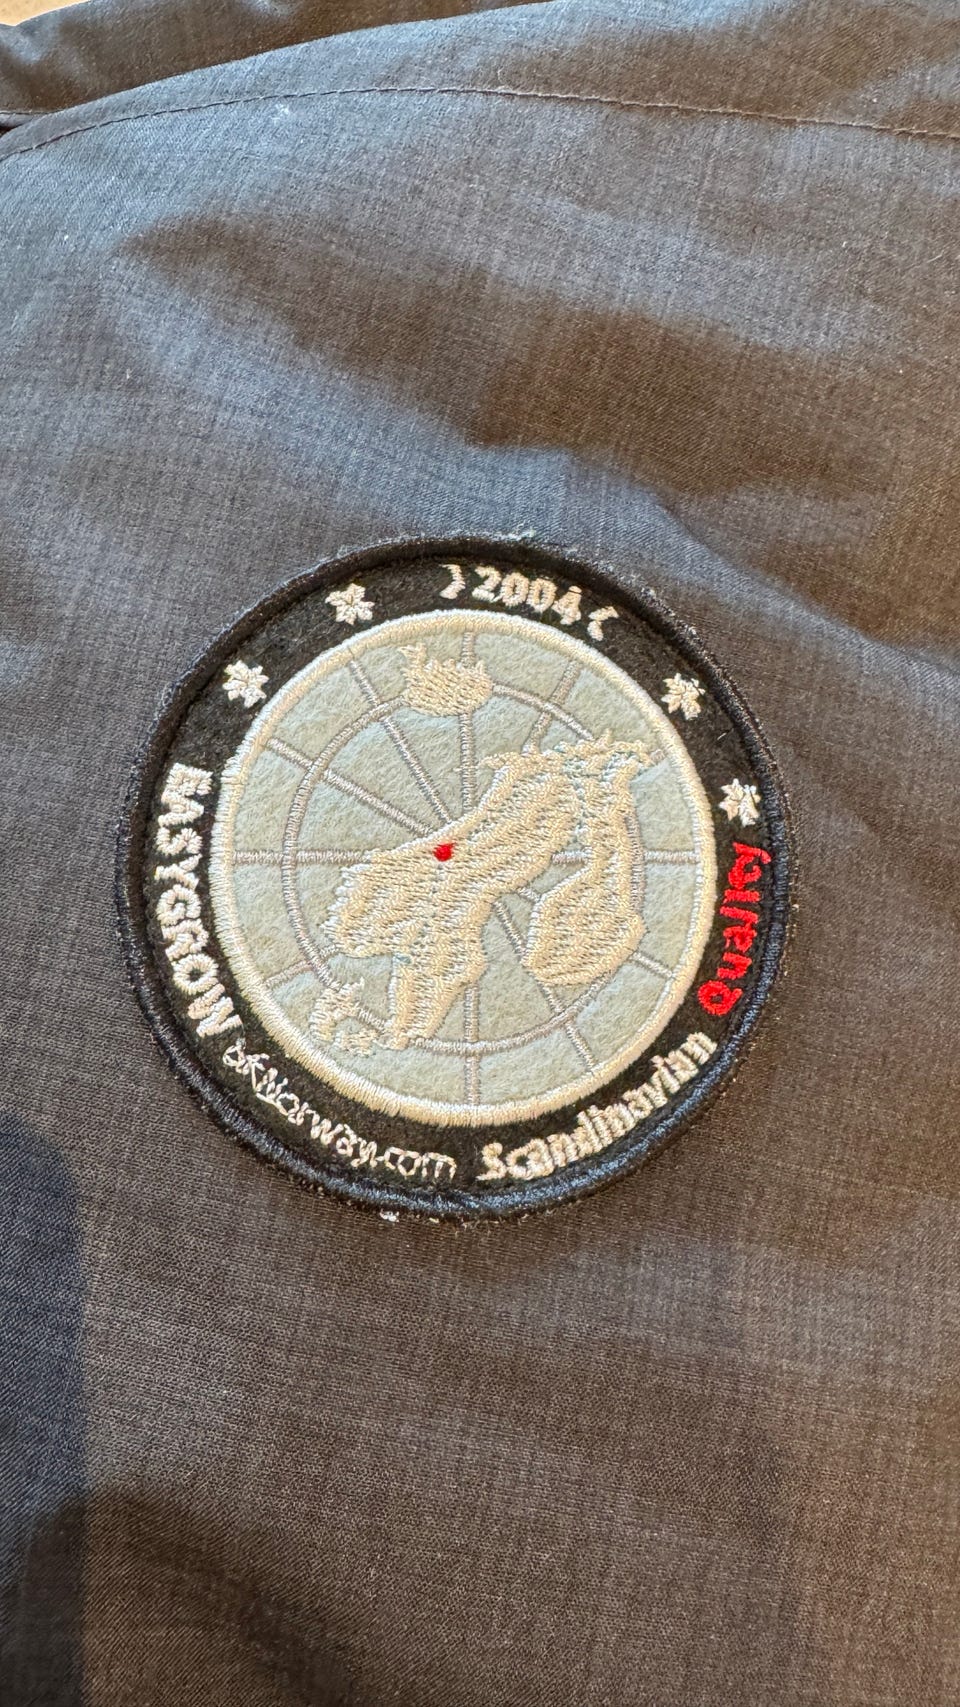 2004
EASYGROW
ofNorway.com
Scandinavian
quality